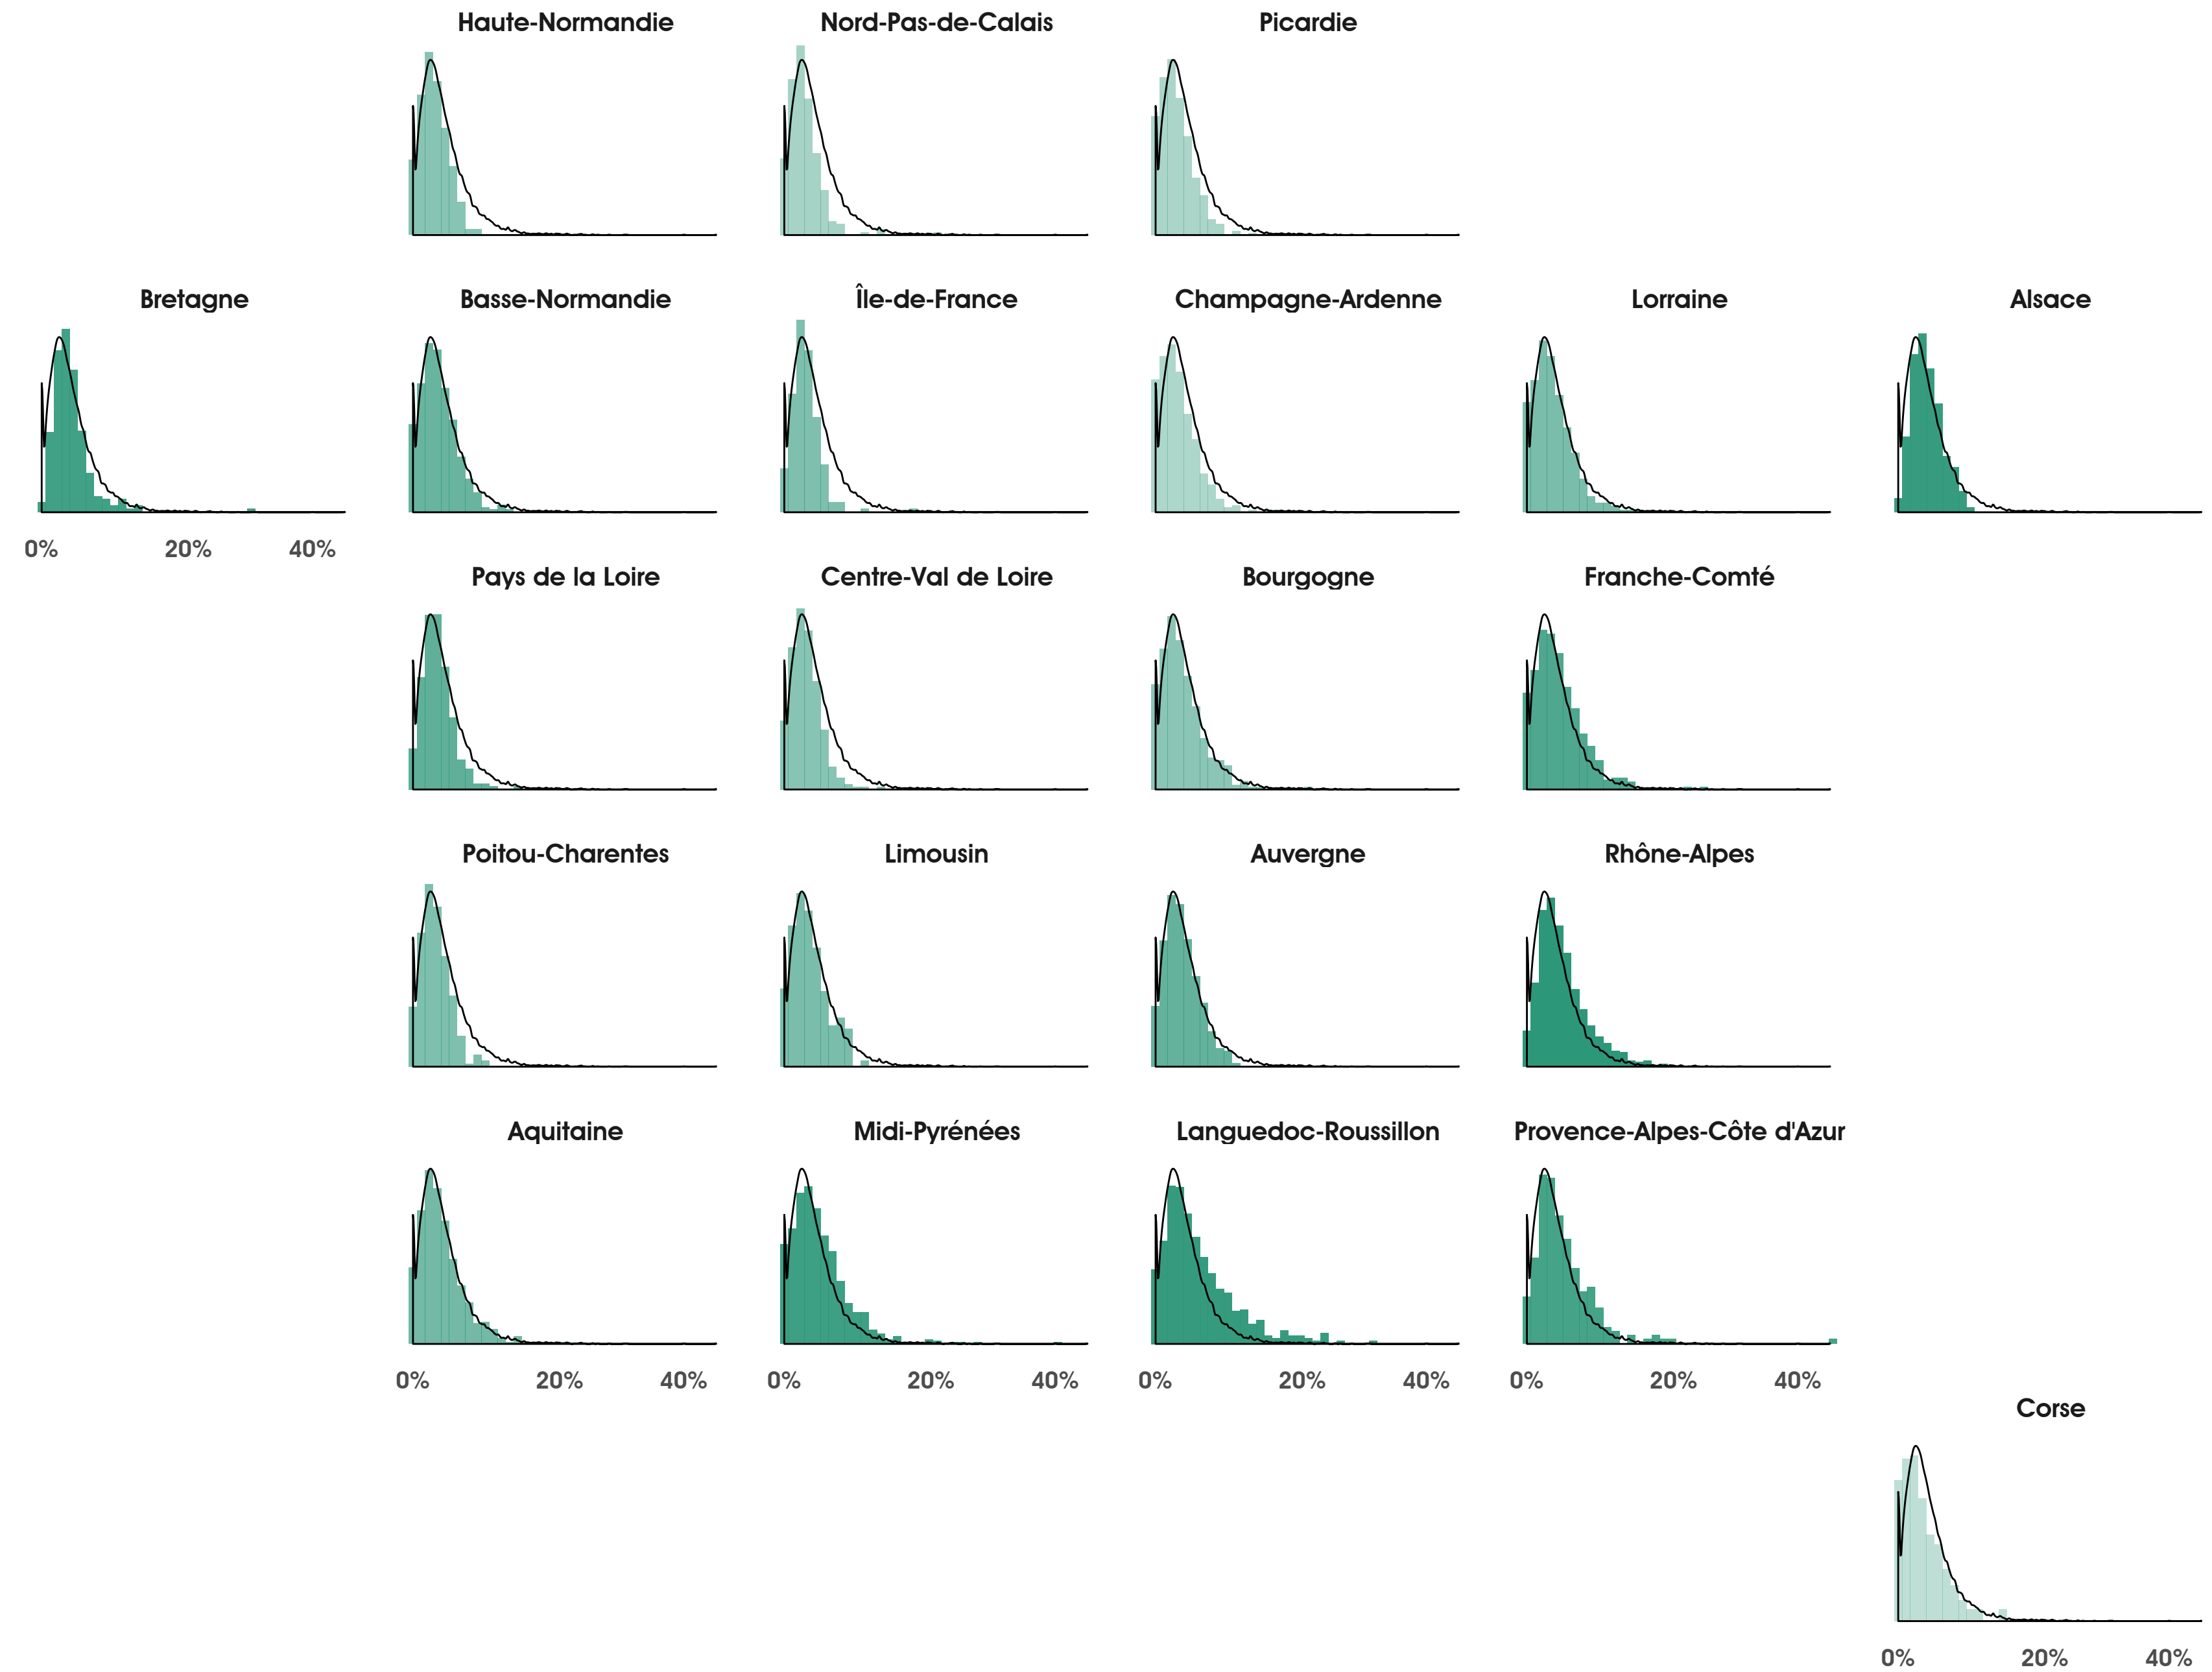 Haute-Normandie
Nord-Pas-de-Calais
Picardie
Bretagne
Basse-Normandie
Île-de-France
Champagne-Ardenne
Lorraine
Alsace
0% 20% 40%
Pays de la Loire
Centre-Val de Loire
Bourgogne
Franche-Comté
Poitou-Charentes
Limousin
Auvergne
Rhône-Alpes
Aquitaine
Midi-Pyrénées
Languedoc-Roussillon
Provence-Alpes-Côte d'Azur
0% 20% 40%
0% 20% 40%
0% 20% 40%
0% 20% 40%
Corse
0% 20% 40%